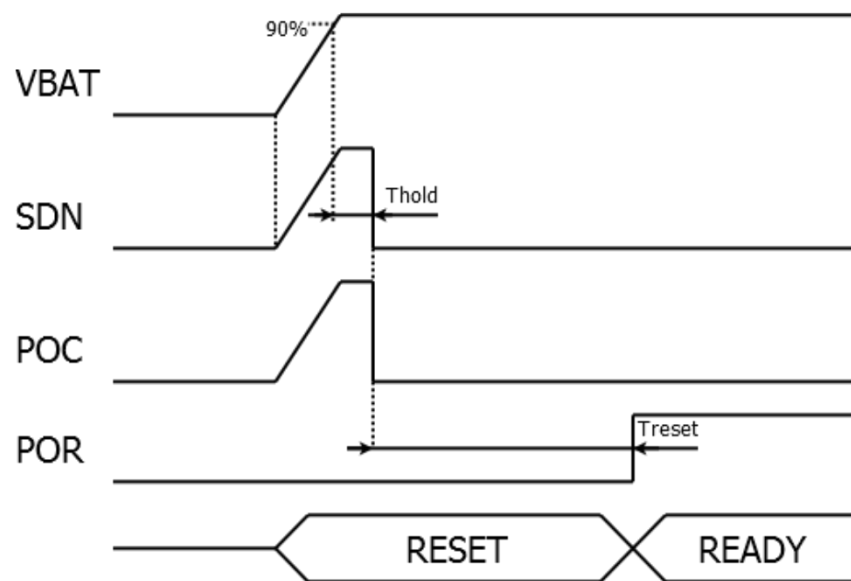 90%
VBAT
Thold
SDN
POC
Treset
POR
RESET READY